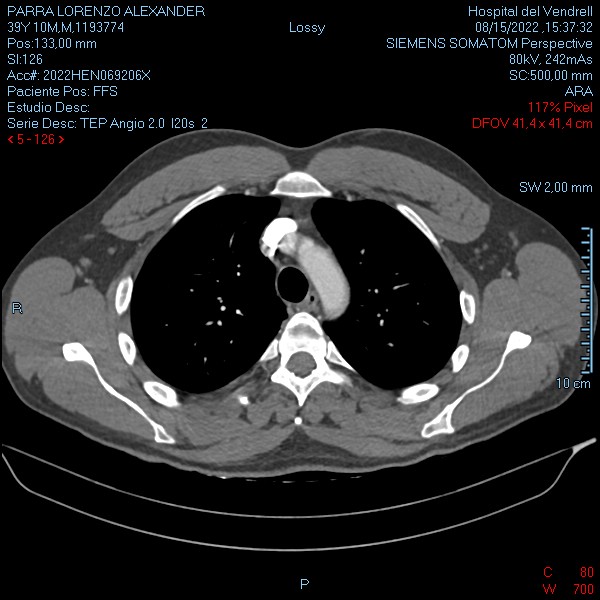 PARRA LORENZO ALEXANDER
39Y 10M,M,1193774
Pos:133,00 mm
SI:126
Acc#: 2022HEN069206X
Paciente Pos: FFS
Estudio Desc:
Serie Desc: TEP Angio 2.0 I20s 2
< 5 - 126 >
Lossy
Hospital del Vendrell
08/15/2022 ,15:37:32
SIEMENS SOMATOM Perspective
80kV, 242mAs
SC:500,00 mm
ARA
117% Pixel
DFOV 41,4 x 41,4 cm
SW 2,00 mm
R
10 cm
P
C 80
W 700